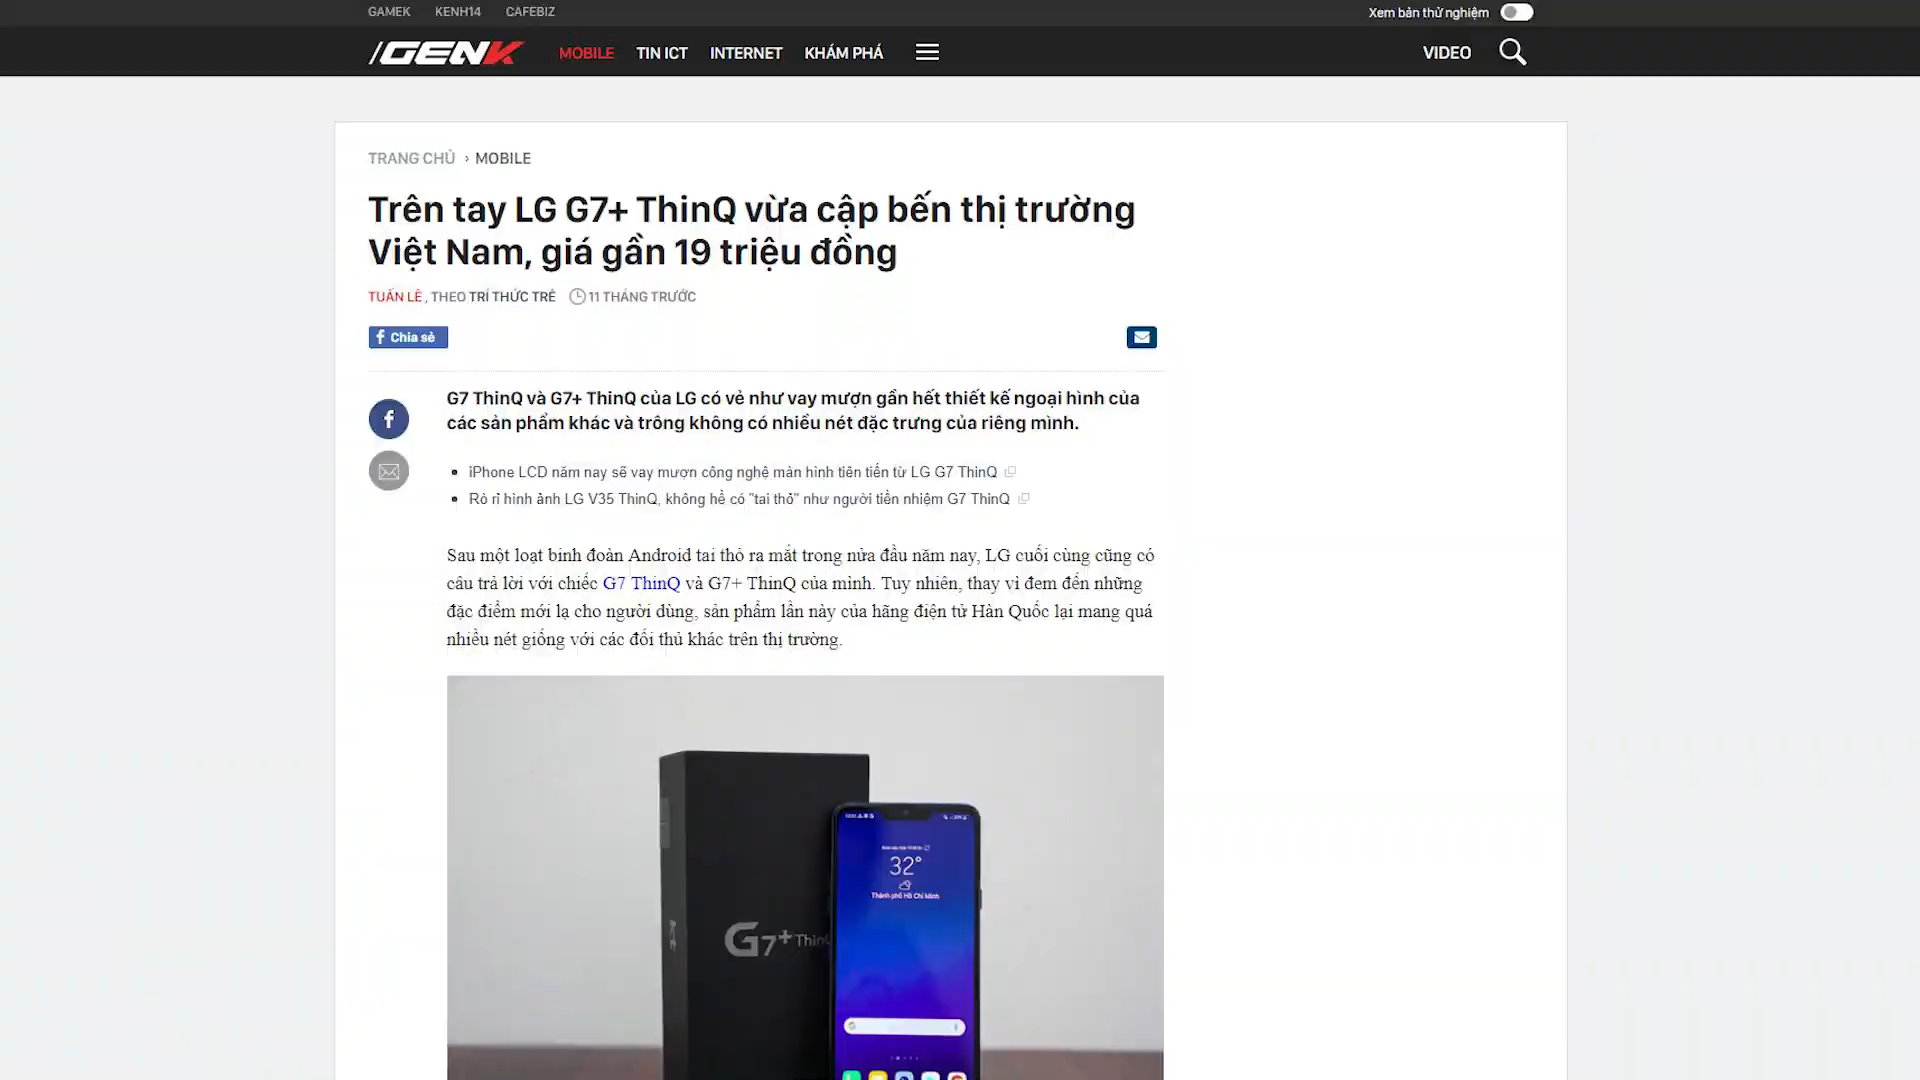 GAMEK KENH14 CAFEBIZ Xem bản thử nghiệm
GENK MOBILE TIN ICT INTERNET KHÁM PHÁ VIDEO
TRANG CHỦ › MOBILE
Trên tay LG G7+ ThinQ vừa cập bến thị trường
Việt Nam, giá gần 19 triệu đồng
TUẤN LÊ , THEO TRÍ THỨC TRẺ 11 THÁNG TRƯỚC
Chia sẻ
G7 ThinQ và G7+ ThinQ của LG có vẻ như vay mượn gần hết thiết kế ngoại hình của
các sản phẩm khác và trông không có nhiều nét đặc trưng của riêng mình.
iPhone LCD năm nay sẽ vay mượn công nghệ màn hình tiên tiến từ LG G7 ThinQ
Rò rỉ hình ảnh LG V35 ThinQ, không hề có "tai thỏ" như người tiền nhiệm G7 ThinQ
Sau một loạt binh đoàn Android tai thỏ ra mắt trong nửa đầu năm nay, LG cuối cùng cũng có
câu trả lời với chiếc G7 ThinQ và G7+ ThinQ của mình. Tuy nhiên, thay vì đem đến những
đặc điểm mới lạ cho người dùng, sản phẩm lần này của hãng điện tử Hàn Quốc lại mang quá
nhiều nét giống với các đối thủ khác trên thị trường.
32°
Thành phố Hồ Chí Minh
G7+ ThinQ